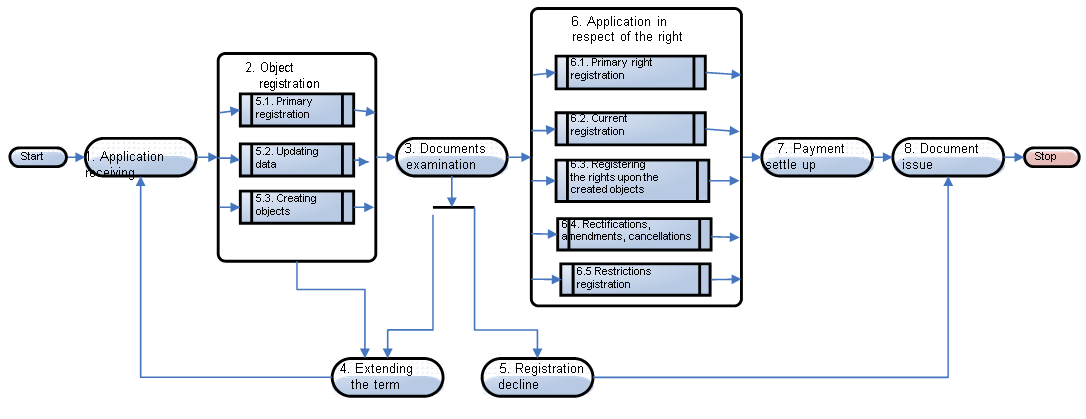 Start
1. Application
receiving
2. Object
registration
5.1. Primary
registration
5.2. Updating
data
5.3. Creating
objects
3. Documents
examination
4. Extending
the term
5. Registration
decline
6. Application in
respect of the right
6.1. Primary right
registration
6.2. Current
registration
6.3. Registering
the rights upon the
created objects
6.4. Rectifications,
amendments, cancellations
6.5 Restrictions
registration
7. Payment
settle up
8. Document
issue
Stop